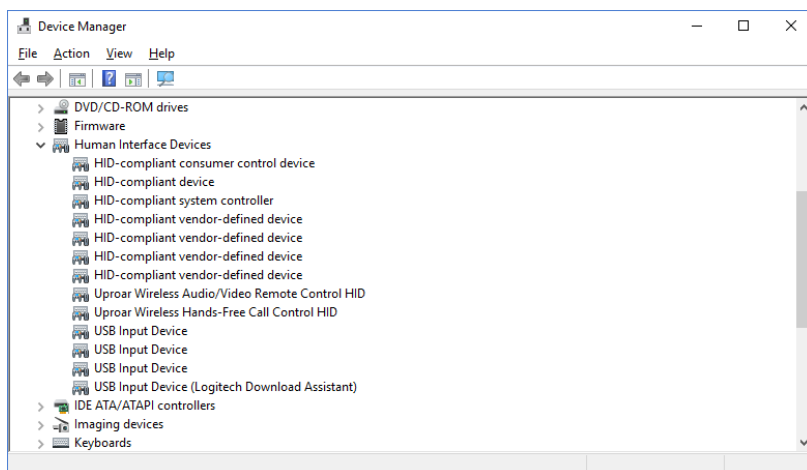 Device Manager
File Action View Help
DVD/CD-ROM drives
Firmware
Human Interface Devices
HID-compliant consumer control device
HID-compliant device
HID-compliant system controller
HID-compliant vendor-defined device
HID-compliant vendor-defined device
HID-compliant vendor-defined device
HID-compliant vendor-defined device
Uproar Wireless Audio/Video Remote Control HID
Uproar Wireless Hands-Free Call Control HID
USB Input Device
USB Input Device
USB Input Device
USB Input Device (Logitech Download Assistant)
IDE ATA/ATAPI controllers
Imaging devices
Keyboards